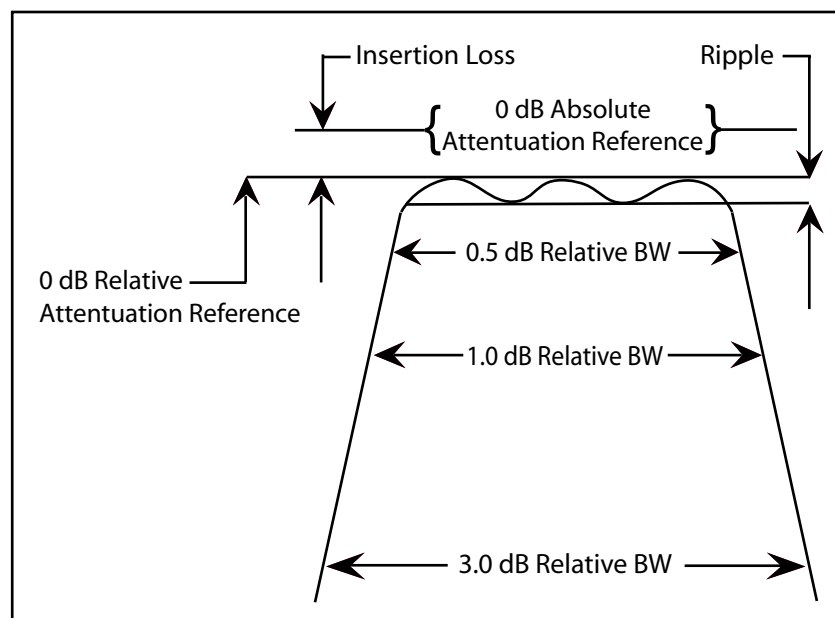 Insertion Loss
Ripple
0 dB Absolute
Attentuation Reference
0 dB Relative
Attentuation Reference
0.5 dB Relative BW
1.0 dB Relative BW
3.0 dB Relative BW